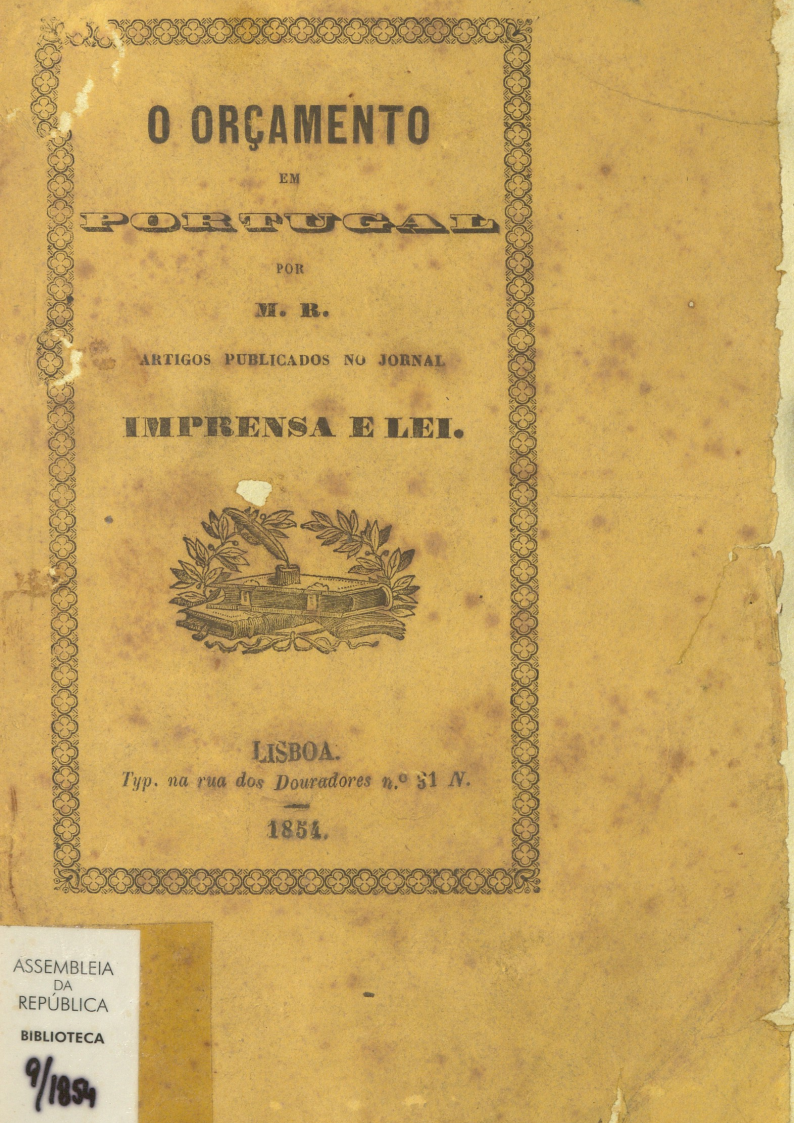 O ORÇAMENTO
EM
PORTUGAL
POR
M. R.
ARTIGOS PUBLICADOS NO JORNAL
IMPRENSA E LEI.
LISBOA.
Typ. na rua dos Douradores n.º 31 N.
1854.
ASSEMBLEIA
DA
REPÚBLICA
BIBLIOTECA
9/1854